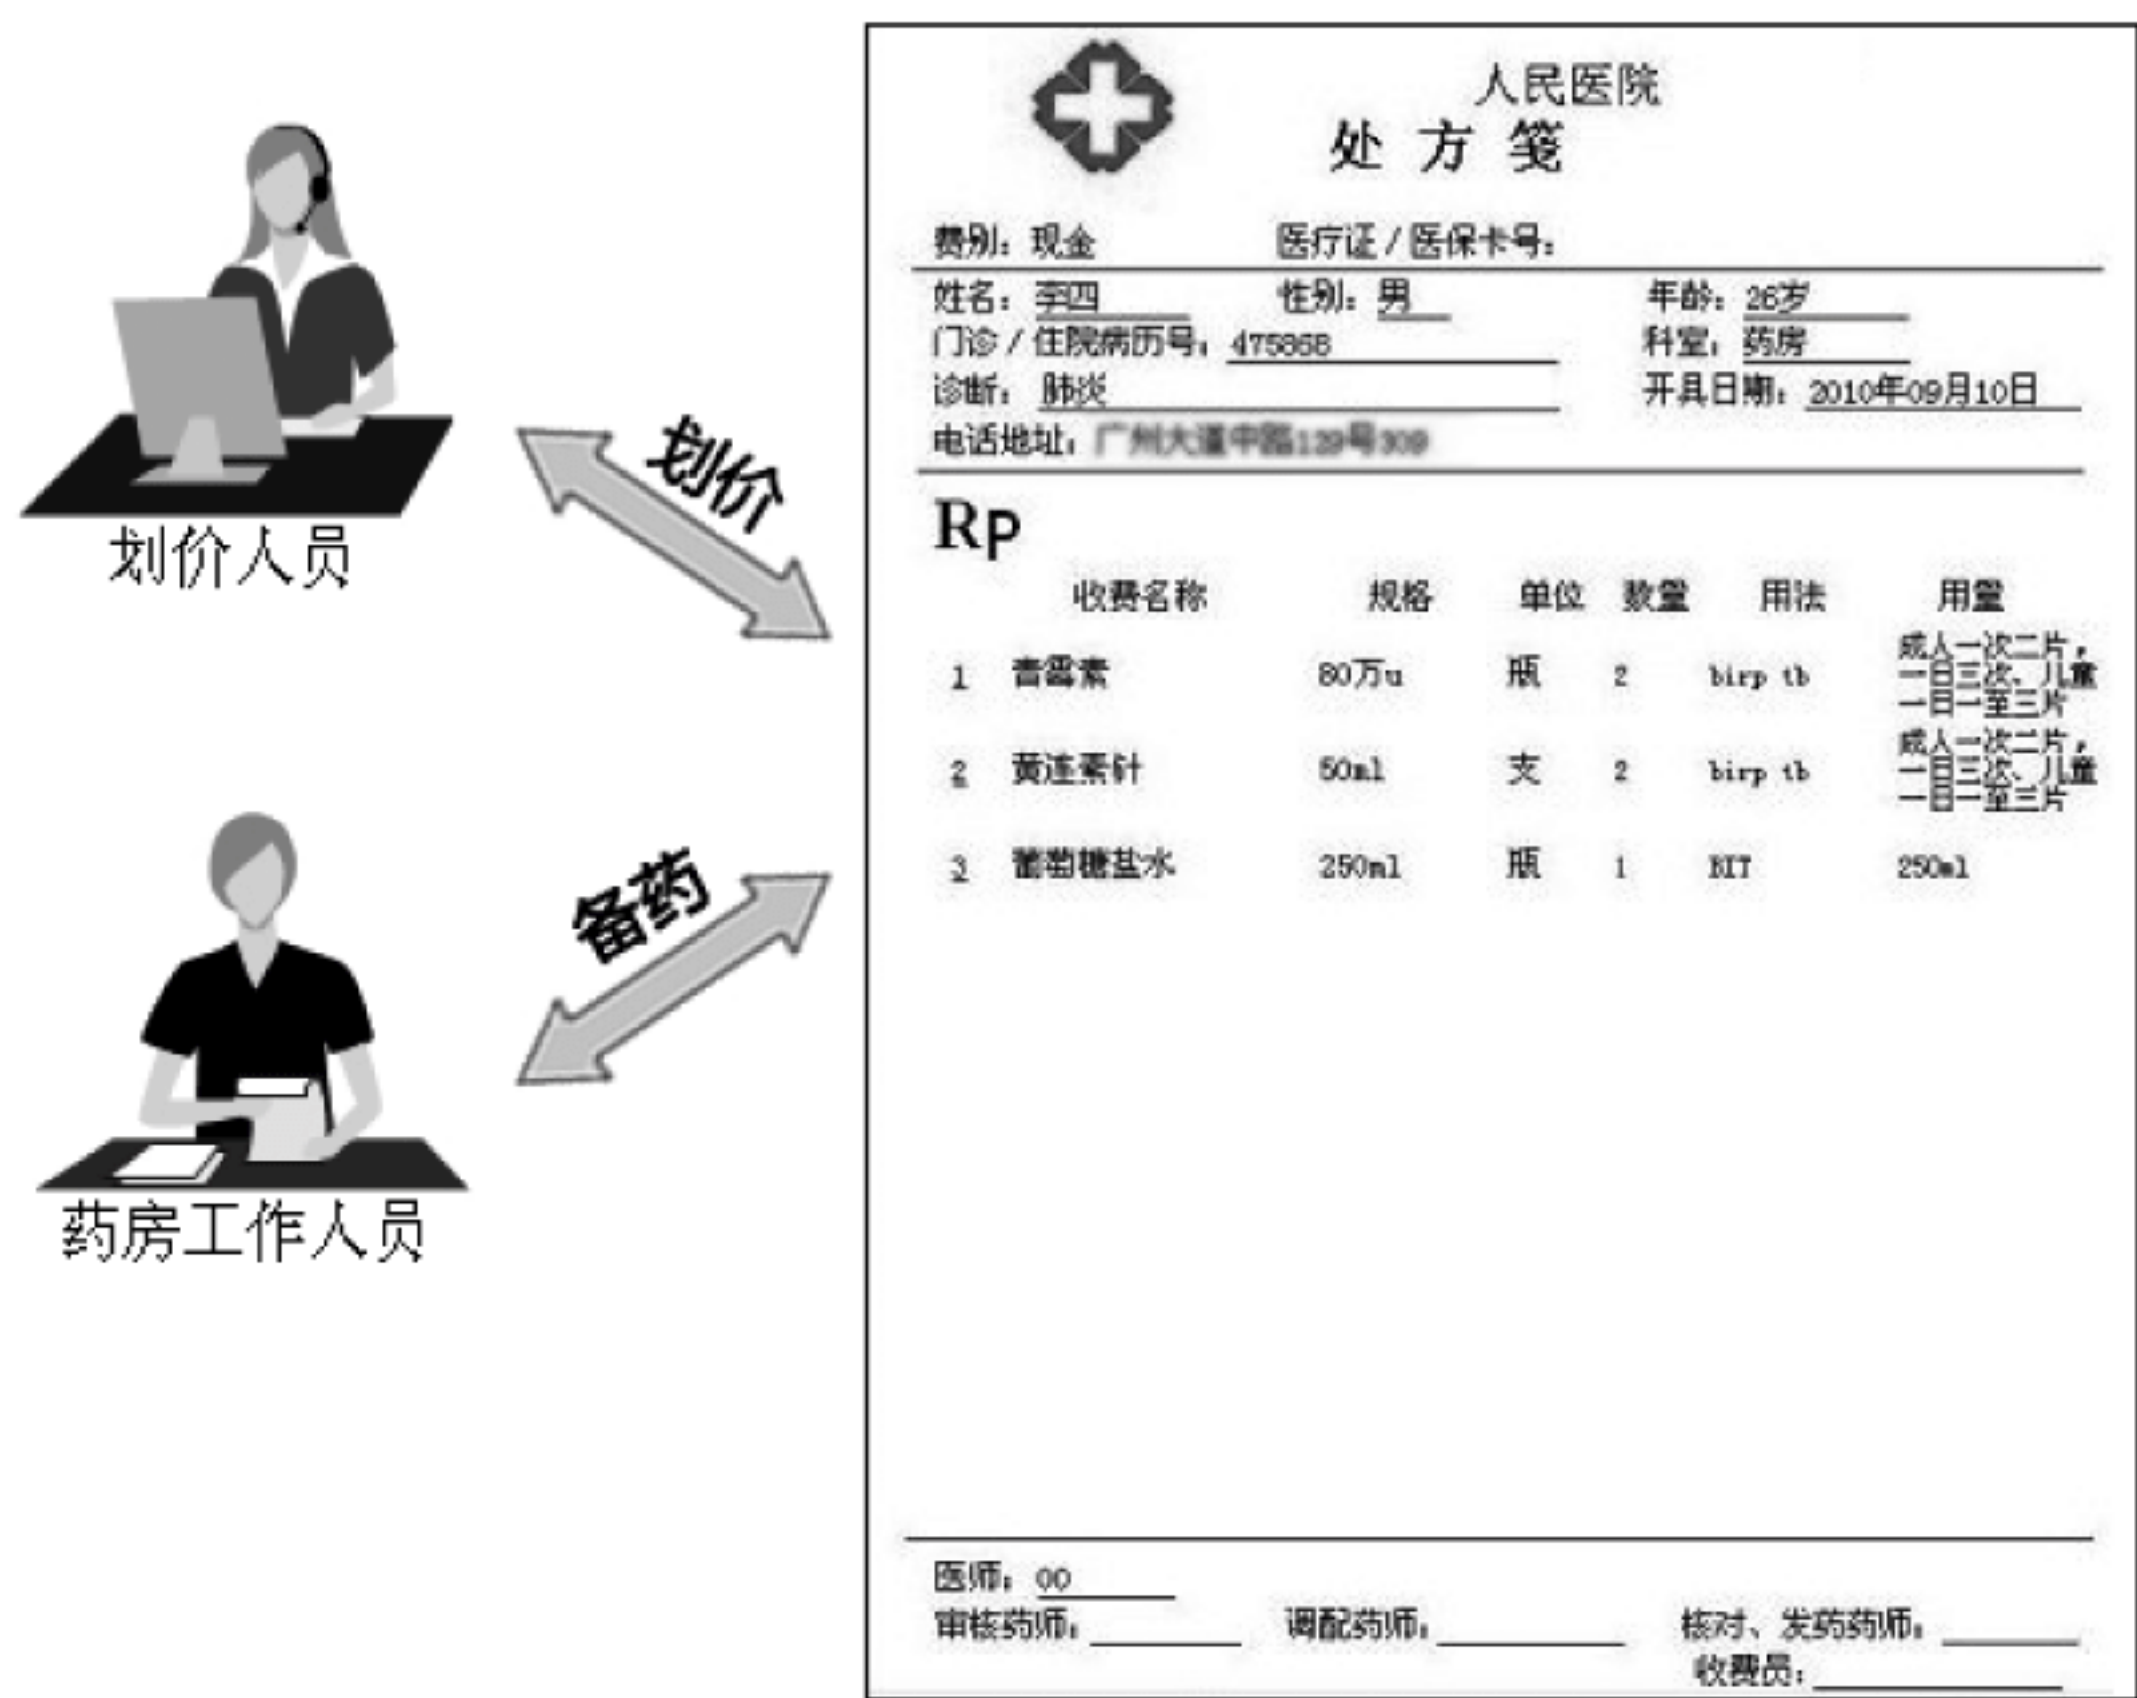 人民医院
处 方 笺
费别：现金 医疗证 / 医保卡号：
姓名：李四 性别：男 年龄：26岁
门诊 / 住院病历号：475868 科室：药房
诊断：肺炎 开具日期：2010年09月10日
电话地址：广州大道中
Rp
收费名称 规格 单位 数量 用法 用量
1 青霉素 80万u 瓶 2 birp tb 成人一次二片，
一日三次、儿童
一日一至三片
2 黄连素针 50ml 支 2 birp tb 成人一次二片，
一日三次、儿童
一日一至三片
3 葡萄糖盐水 250ml 瓶 1 BIT 250ml
医师：00
审核药师： 调配药师： 核对、发药药师：
收费员：
划价
划价人员
备药
药房工作人员